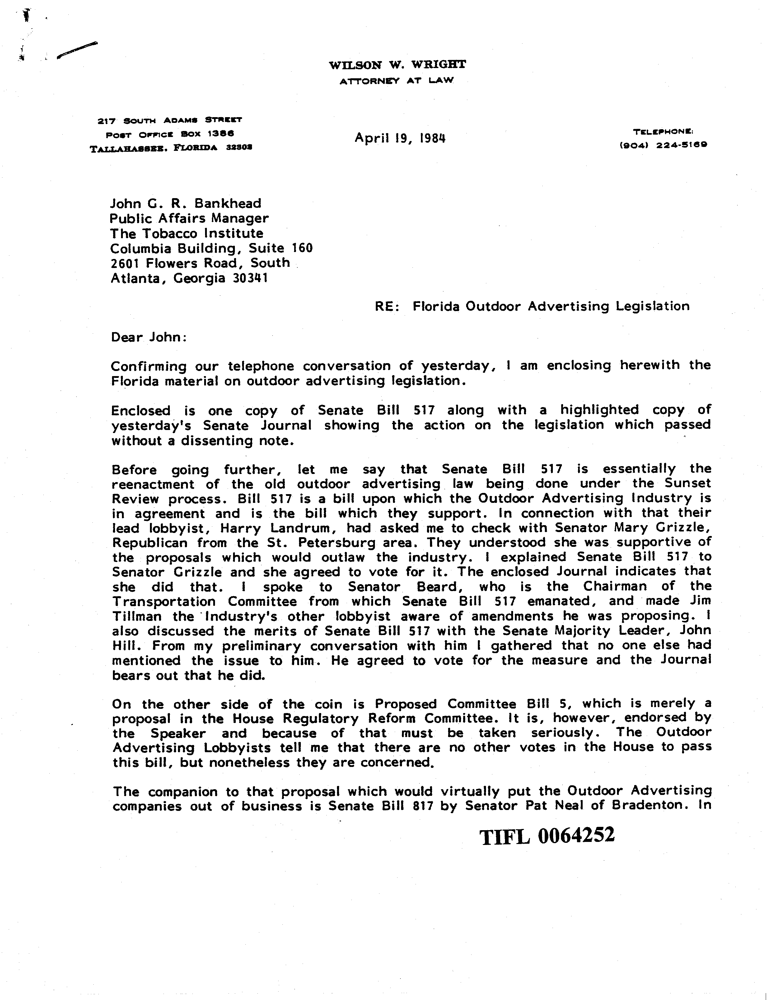 WILSON W. WRIGHT
ATTORNEY AT LAW
217 SOUTH ADAMS STREET
POST OFFICE BOX 1386
TALLAHASSEE, FLORIDA 32302
April 19, 1984
TELEPHONE:
(904) 224-5169
John G. R. Bankhead
Public Affairs Manager
The Tobacco Institute
Columbia Building, Suite 160
2601 Flowers Road, South
Atlanta, Georgia 30341
RE: Florida Outdoor Advertising Legislation
Dear John:
Confirming our telephone conversation of yesterday, I am enclosing herewith the
Florida material on outdoor advertising legislation.
Enclosed is one copy of Senate Bill 517 along with a highlighted copy of
yesterday's Senate Journal showing the action on the legislation which passed
without a dissenting note.
Before going further, let me say that Senate Bill 517 is essentially the
reenactment of the old outdoor advertising law being done under the Sunset
Review process. Bill 517 is a bill upon which the Outdoor Advertising Industry is
in agreement and is the bill which they support. In connection with that their
lead lobbyist, Harry Landrum, had asked me to check with Senator Mary Grizzle,
Republican from the St. Petersburg area. They understood she was supportive of
the proposals which would outlaw the industry. I explained Senate Bill 517 to
Senator Grizzle and she agreed to vote for it. The enclosed Journal indicates that
she did that. I spoke to Senator Beard, who is the Chairman of the
Transportation Committee from which Senate Bill 517 emanated, and made Jim
Tillman the Industry's other lobbyist aware of amendments he was proposing. I
also discussed the merits of Senate Bill 517 with the Senate Majority Leader, John
Hill. From my preliminary conversation with him I gathered that no one else had
mentioned the issue to him. He agreed to vote for the measure and the Journal
bears out that he did.
On the other side of the coin is Proposed Committee Bill 5, which is merely a
proposal in the House Regulatory Reform Committee. It is, however, endorsed by
the Speaker and because of that must be taken seriously. The Outdoor
Advertising Lobbyists tell me that there are no other votes in the House to pass
this bill, but nonetheless they are concerned.
The companion to that proposal which would virtually put the Outdoor Advertising
companies out of business is Senate Bill 817 by Senator Pat Neal of Bradenton. In
TIFL 0064252